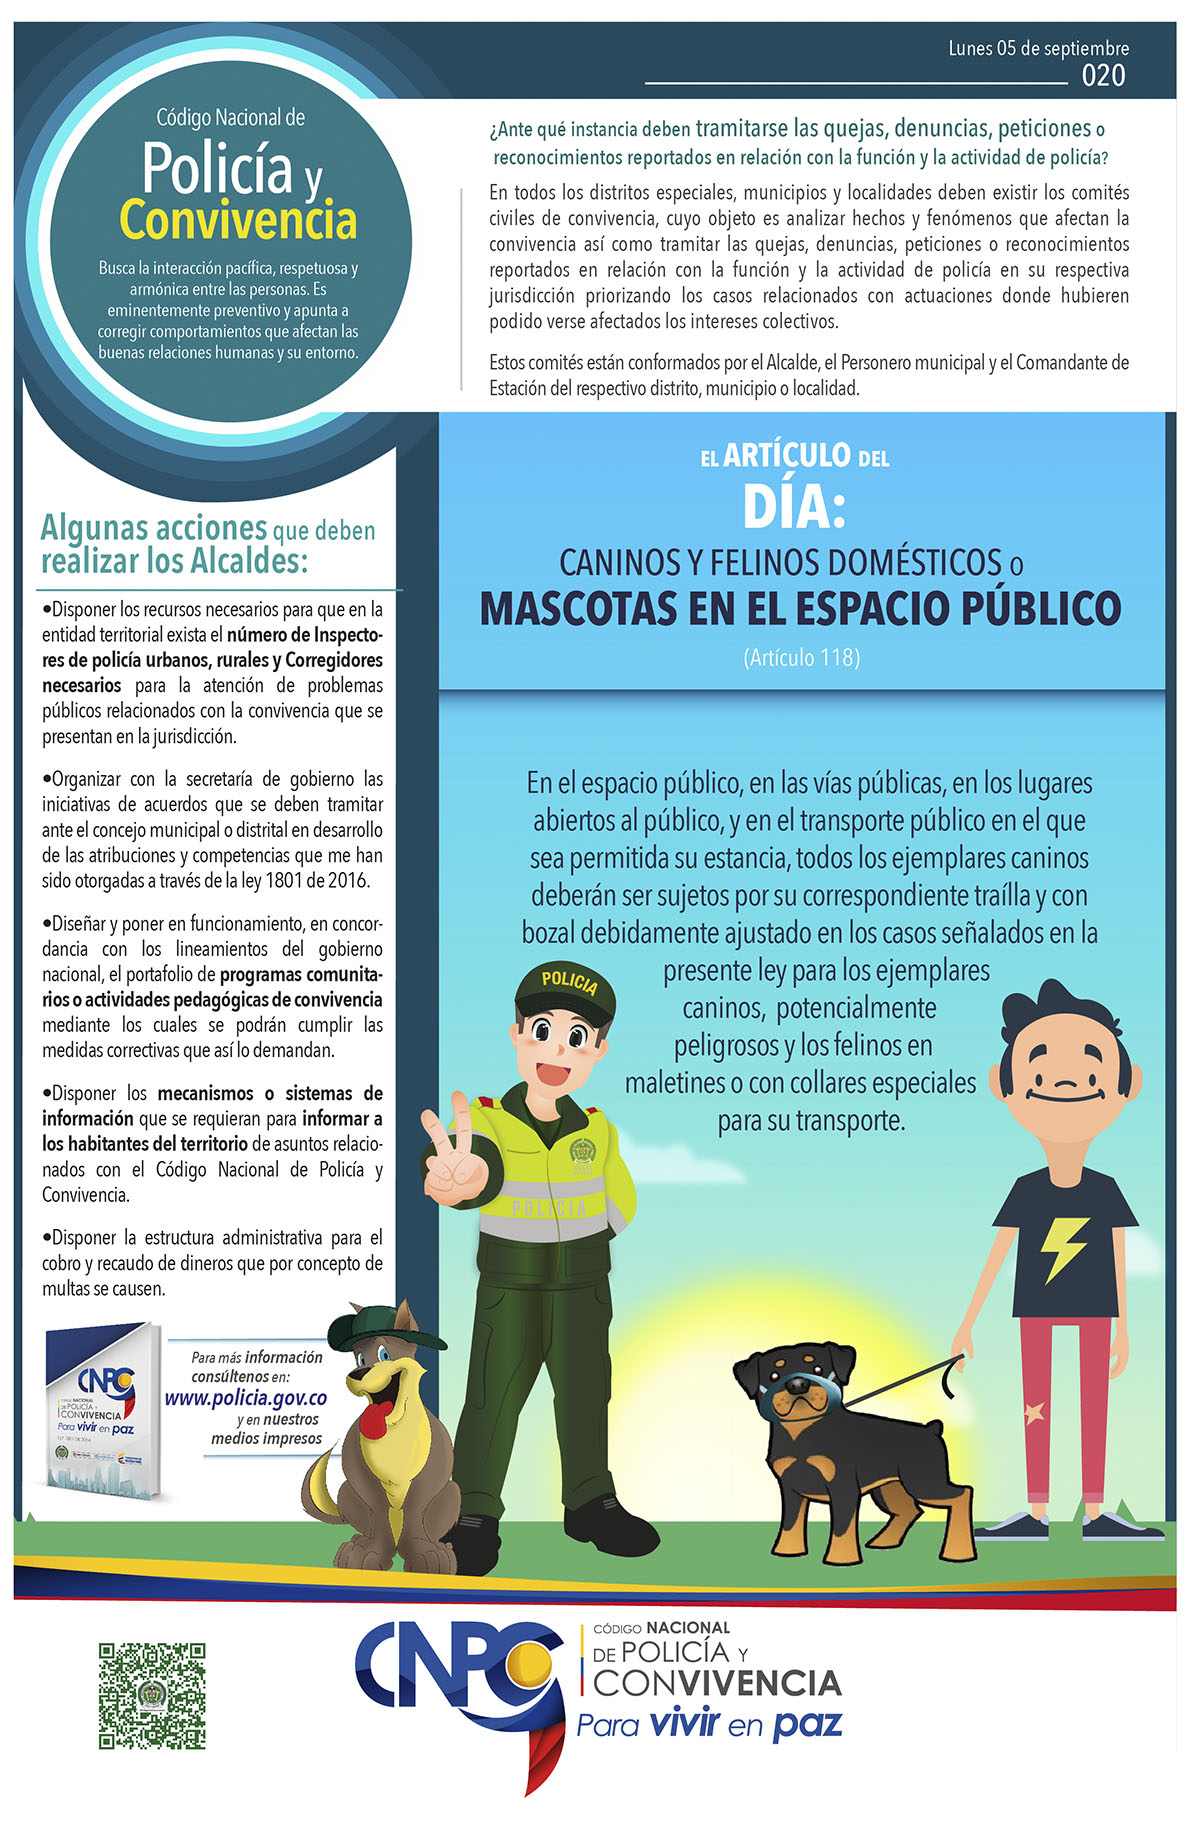 Lunes 05 de septiembre
020
Código Nacional de
Policía y
Convivencia
Busca la interacción pacífica, respetuosa y
armónica entre las personas. Es
eminentemente preventivo y apunta a
corregir comportamientos que afectan las
buenas relaciones humanas y su entorno.
¿Ante qué instancia deben tramitarse las quejas, denuncias, peticiones o
reconocimientos reportados en relación con la función y la actividad de policía?
En todos los distritos especiales, municipios y localidades deben existir los comités
civiles de convivencia, cuyo objeto es analizar hechos y fenómenos que afectan la
convivencia así como tramitar las quejas, denuncias, peticiones o reconocimientos
reportados en relación con la función y la actividad de policía en su respectiva
jurisdicción priorizando los casos relacionados con actuaciones donde hubieren
podido verse afectados los intereses colectivos.
Estos comités están conformados por el Alcalde, el Personero municipal y el Comandante de
Estación del respectivo distrito, municipio o localidad.
Algunas acciones que deben
realizar los Alcaldes:
•Disponer los recursos necesarios para que en la
entidad territorial exista el número de Inspecto-
res de policía urbanos, rurales y Corregidores
necesarios para la atención de problemas
públicos relacionados con la convivencia que se
presentan en la jurisdicción.
•Organizar con la secretaría de gobierno las
iniciativas de acuerdos que se deben tramitar
ante el concejo municipal o distrital en desarrollo
de las atribuciones y competencias que me han
sido otorgadas a través de la ley 1801 de 2016.
•Diseñar y poner en funcionamiento, en concor-
dancia con los lineamientos del gobierno
nacional, el portafolio de programas comunita-
rios o actividades pedagógicas de convivencia
mediante los cuales se podrán cumplir las
medidas correctivas que así lo demandan.
•Disponer los mecanismos o sistemas de
información que se requieran para informar a
los habitantes del territorio de asuntos relacio-
nados con el Código Nacional de Policía y
Convivencia.
•Disponer la estructura administrativa para el
cobro y recaudo de dineros que por concepto de
multas se causen.
CNPC
CÓDIGO NACIONAL
DE POLICÍA Y
CONVIVENCIA
Para vivir en paz
Para más información
consúltenos en:
www.policia.gov.co
y en nuestros
medios impresos
EL ARTÍCULO DEL
DÍA:
CANINOS Y FELINOS DOMÉSTICOS O
MASCOTAS EN EL ESPACIO PÚBLICO
(Artículo 118)
En el espacio público, en las vías públicas, en los lugares
abiertos al público, y en el transporte público en el que
sea permitida su estancia, todos los ejemplares caninos
deberán ser sujetos por su correspondiente traílla y con
bozal debidamente ajustado en los casos señalados en la
presente ley para los ejemplares
caninos, potencialmente
peligrosos y los felinos en
maletines o con collares especiales
para su transporte.
POLICIA
POLICIA
CNPC
CÓDIGO NACIONAL
DE POLICÍA Y
CONVIVENCIA
Para vivir en paz